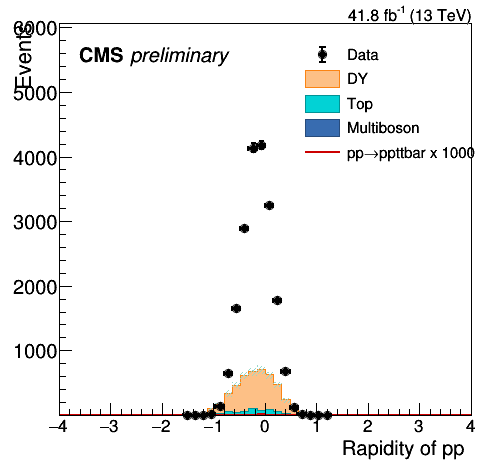 41.8 fb⁻¹ (13 TeV)
CMS preliminary
Events
Data
DY
Top
Multiboson
pp→ppttbar x 1000
6000
5000
4000
3000
2000
1000
−4 −3 −2 −1 0 1 2 3 4
Rapidity of pp